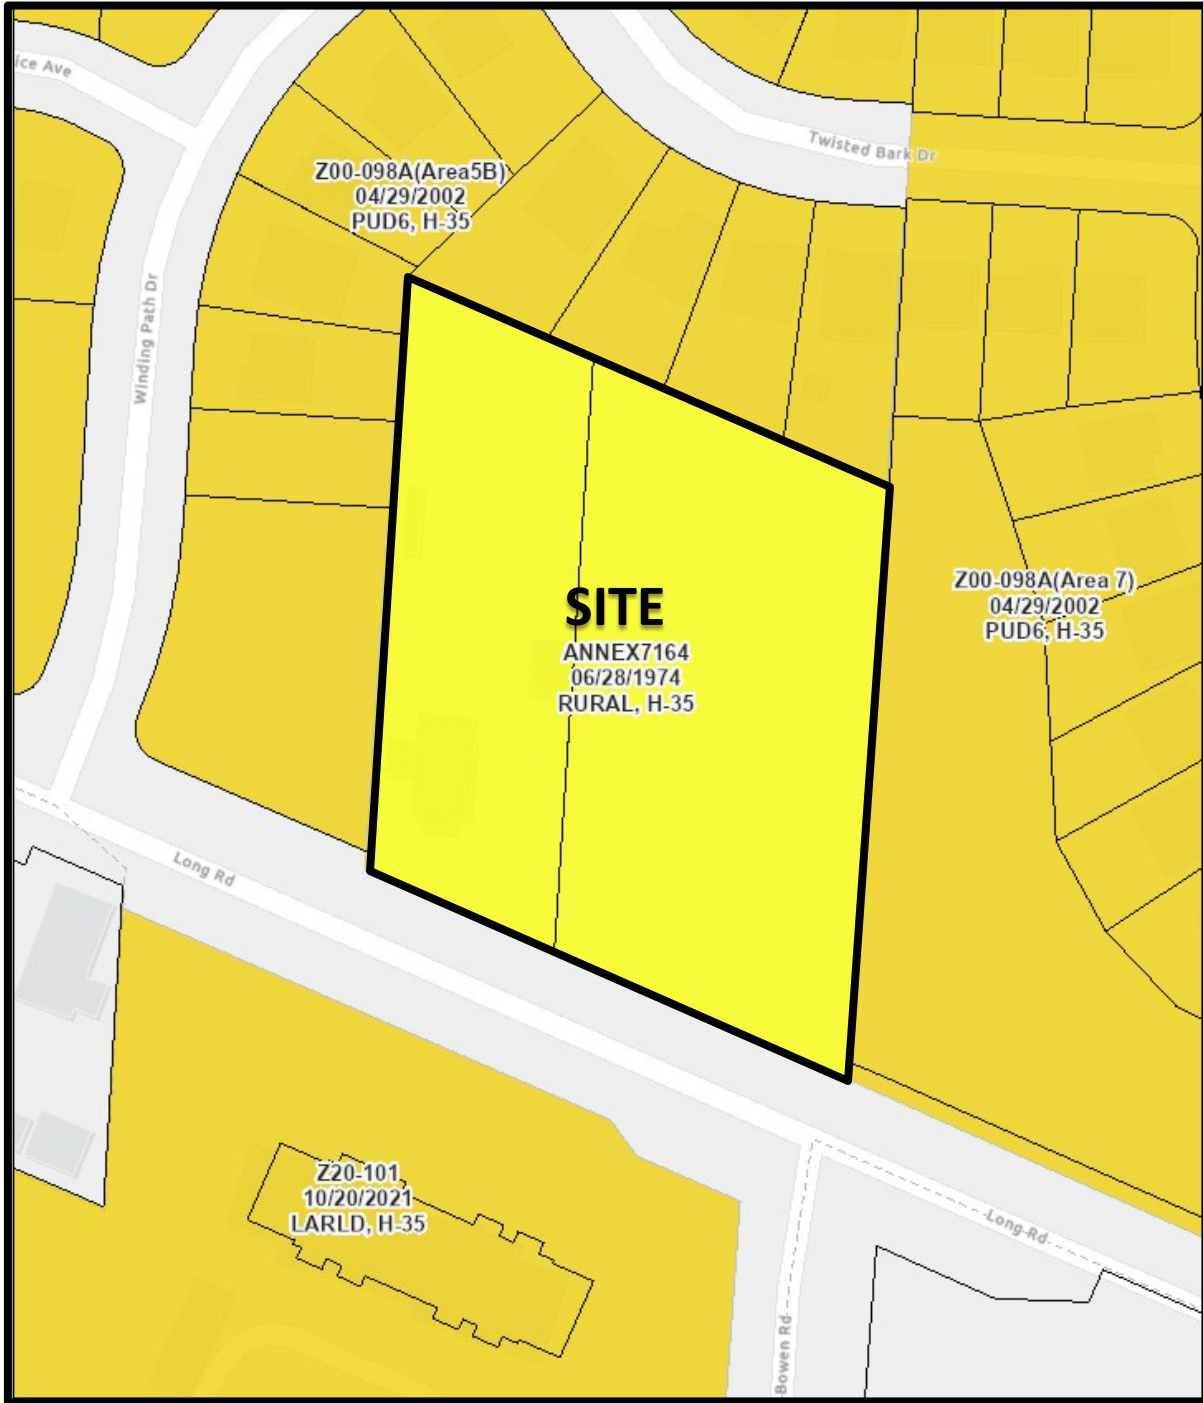 ice Ave
Twisted Bark Dr
Z00-098A(Area5B)
04/29/2002
PUD6, H-35
Winding Path Dr
SITE
ANNEX7164
06/28/1974
RURAL, H-35
Z00-098A(Area 7)
04/29/2002
PUD6, H-35
Long Rd
Z20-101
10/20/2021
LARLD, H-35
Long Rd
Bowen Rd